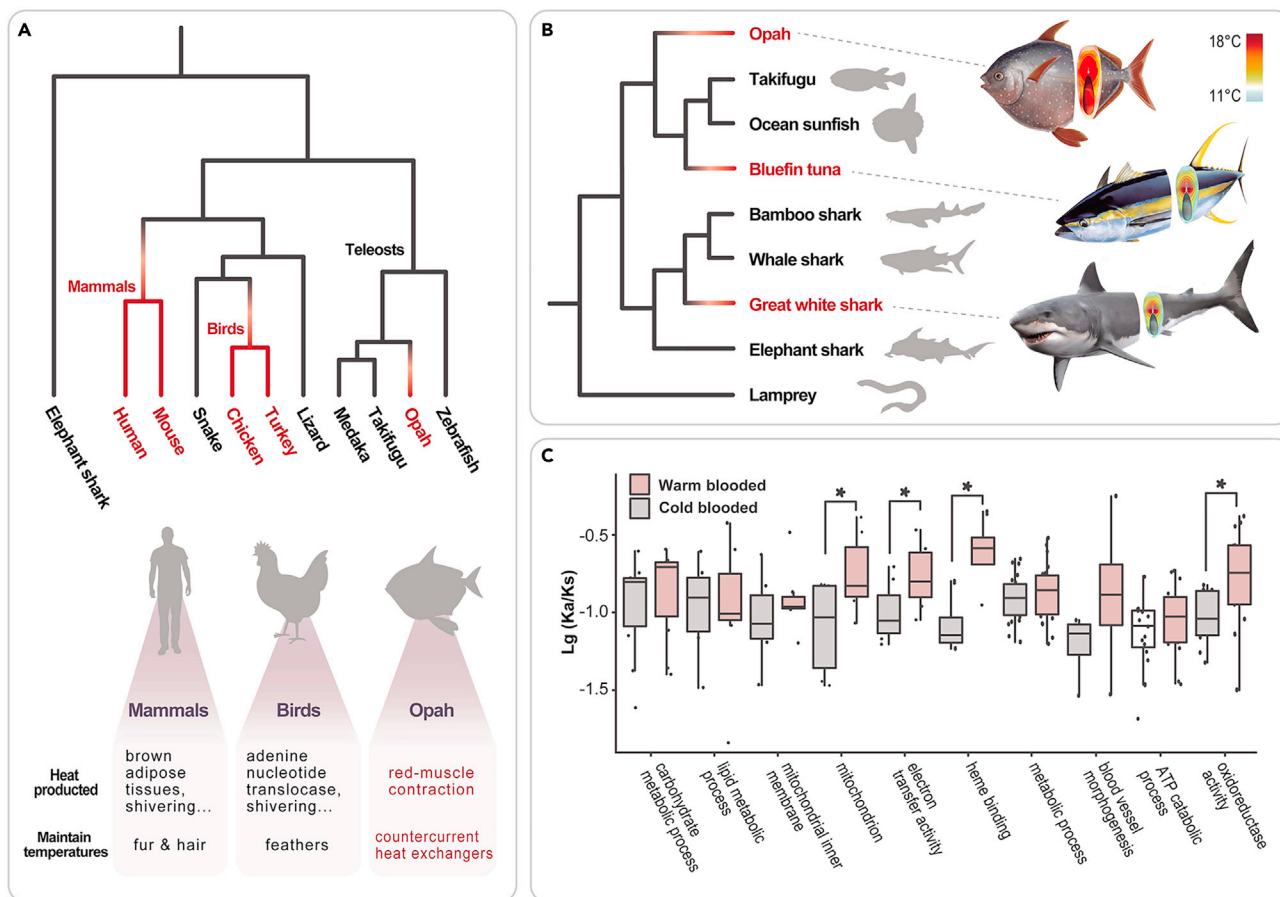 A
Teleosts
Mammals
Birds
Elephant shark
Human
Mouse
Snake
Chicken
Turkey
Lizard
Medaka
Takifugu
Opah
Zebrafish
Mammals
Birds
Opah
Heat
producted
brown
adipose
tissues,
shivering...
adenine
nucleotide
translocase,
shivering...
red-muscle
contraction
Maintain
temperatures
fur & hair
feathers
countercurrent
heat exchangers
B
Opah
Takifugu
Ocean sunfish
Bluefin tuna
Bamboo shark
Whale shark
Great white shark
Elephant shark
Lamprey
18°C
11°C
C
Warm blooded
Cold blooded
*
*
*
*
Lg (Ka/Ks)
-0.5
-1.0
-1.5
carbohydrate
metabolic process
lipid metabolic
process
mitochondrial inner
membrane
mitochondrion
electron
transfer activity
heme binding
metabolic process
blood vessel
morphogenesis
ATP catabolic
process
oxidoreductase
activity